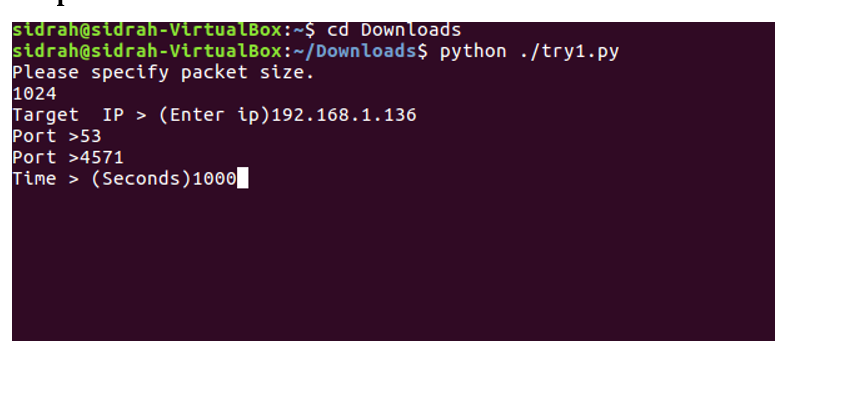 sidrah@sidrah-VirtualBox:~$ cd Downloads
sidrah@sidrah-VirtualBox:~/Downloads$ python ./try1.py
Please specify packet size.
1024
Target  IP > (Enter ip)192.168.1.136
Port >53
Port >4571
Time > (Seconds)1000